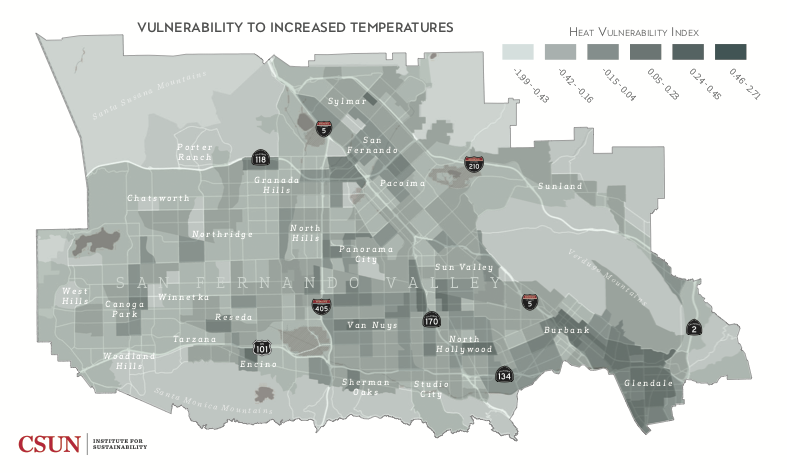 VULNERABILITY TO INCREASED TEMPERATURES
HEAT VULNERABILITY INDEX
-1.99 - -0.43
-0.42 - -0.16
-0.15 - 0.04
0.05 - 0.23
0.24 - 0.45
0.46 - 2.71
Santa Susana Mountains
Sylmar
5
San
Fernando
Porter
Ranch
118
210
Granada
Hills
Pacoima
Sunland
Chatsworth
Northridge
North
Hills
Panorama
City
Sun Valley
Verdugo Mountains
SAN FERNANDO VALLEY
West
Hills
Canoga
Park
Winnetka
Reseda
405
Van Nuys
170
5
Burbank
2
Tarzana
101
Encino
North
Hollywood
Woodland
Hills
134
Glendale
Sherman
Oaks
Studio
City
Santa Monica Mountains
CSUN
INSTITUTE FOR
SUSTAINABILITY